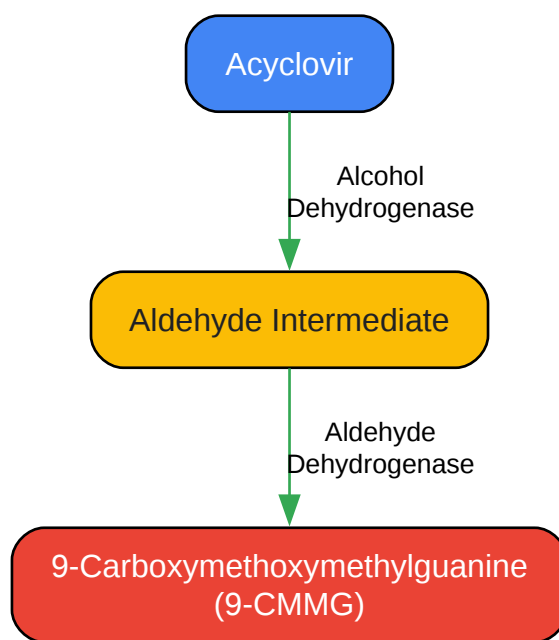 Acyclovir
Alcohol
Dehydrogenase
Aldehyde Intermediate
Aldehyde
Dehydrogenase
9-Carboxymethoxymethylguanine
(9-CMMG)